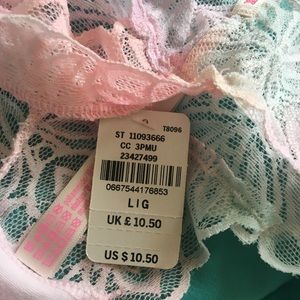 T8096
ST 11093666
CC 3PMU
23427499
0667544176853
L | G
UK £ 10.50
US $ 10.50